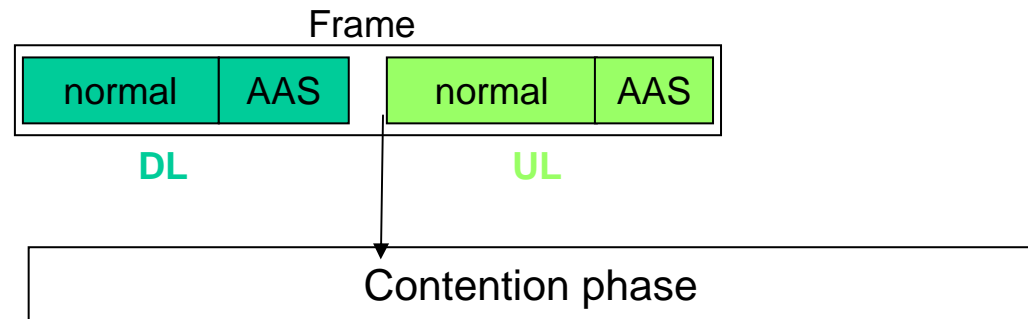 Frame
normal AAS normal AAS
DL UL
Contention phase